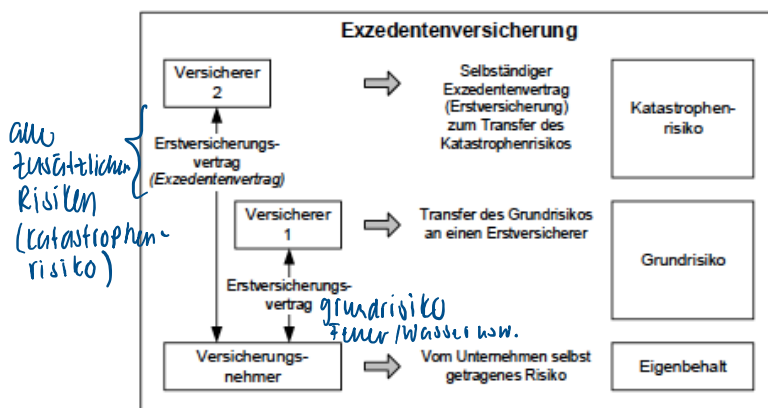 Exzedentenversicherung
Versicherer
2
Selbständiger
Exzedentenvertrag
(Erstversicherung)
zum Transfer des
Katastrophenrisikos
Katastrophen-
risiko
alle
zusätzlichen
Risiken
(Katastrophen-
risiko)
Erstversicherungs-
vertrag
(Exzedentenvertrag)
Versicherer
1
Transfer des Grundrisikos
an einen Erstversicherer
Grundrisiko
Erstversicherungs-
vertrag
grundrisiko
Feuer/Wasser usw.
Versicherungs-
nehmer
Vom Unternehmen selbst
getragenes Risiko
Eigenbehalt